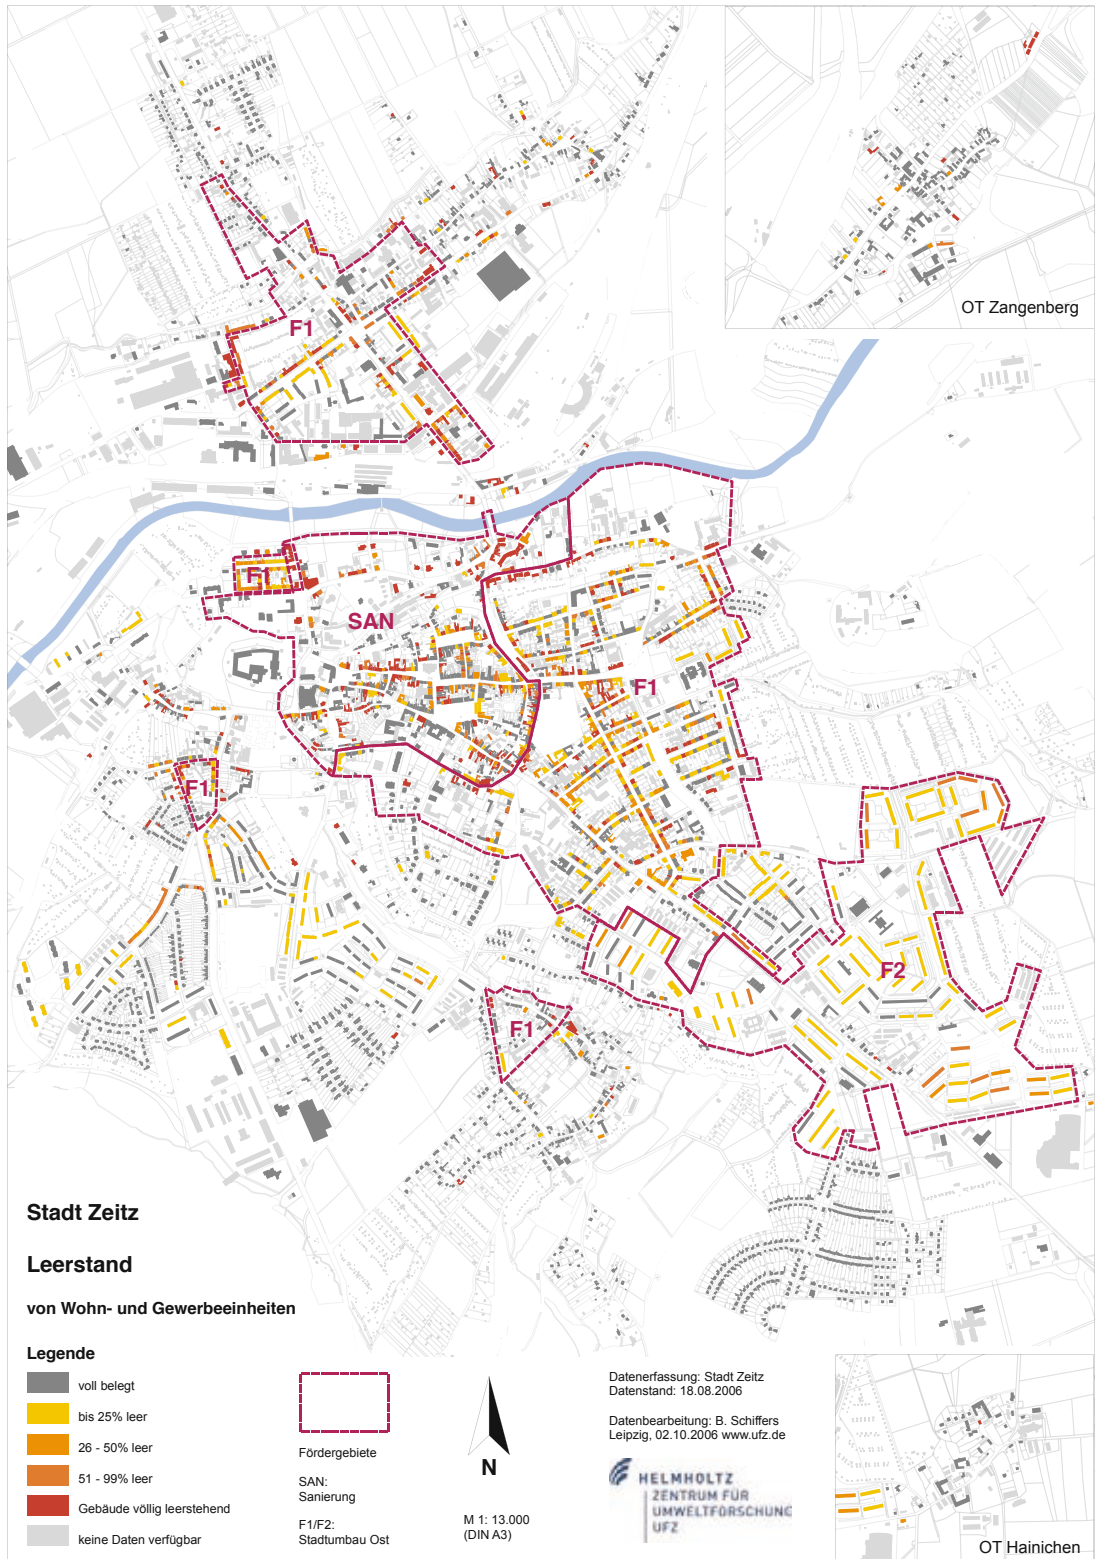 OT Zangenberg
F1
F1
SAN
F1
F1
F2
F1
Stadt Zeitz
Leerstand
von Wohn- und Gewerbeeinheiten
Legende
voll belegt
bis 25% leer
26 - 50% leer
51 - 99% leer
Gebäude völlig leerstehend
keine Daten verfügbar
Fördergebiete
SAN:
Sanierung
F1/F2:
Stadtumbau Ost
N
M 1: 13.000
(DIN A3)
Datenerfassung: Stadt Zeitz
Datenstand: 18.08.2006
Datenbearbeitung: B. Schiffers
Leipzig, 02.10.2006 www.ufz.de
HELMHOLTZ
ZENTRUM FÜR
UMWELTFORSCHUNG
UFZ
OT Hainichen